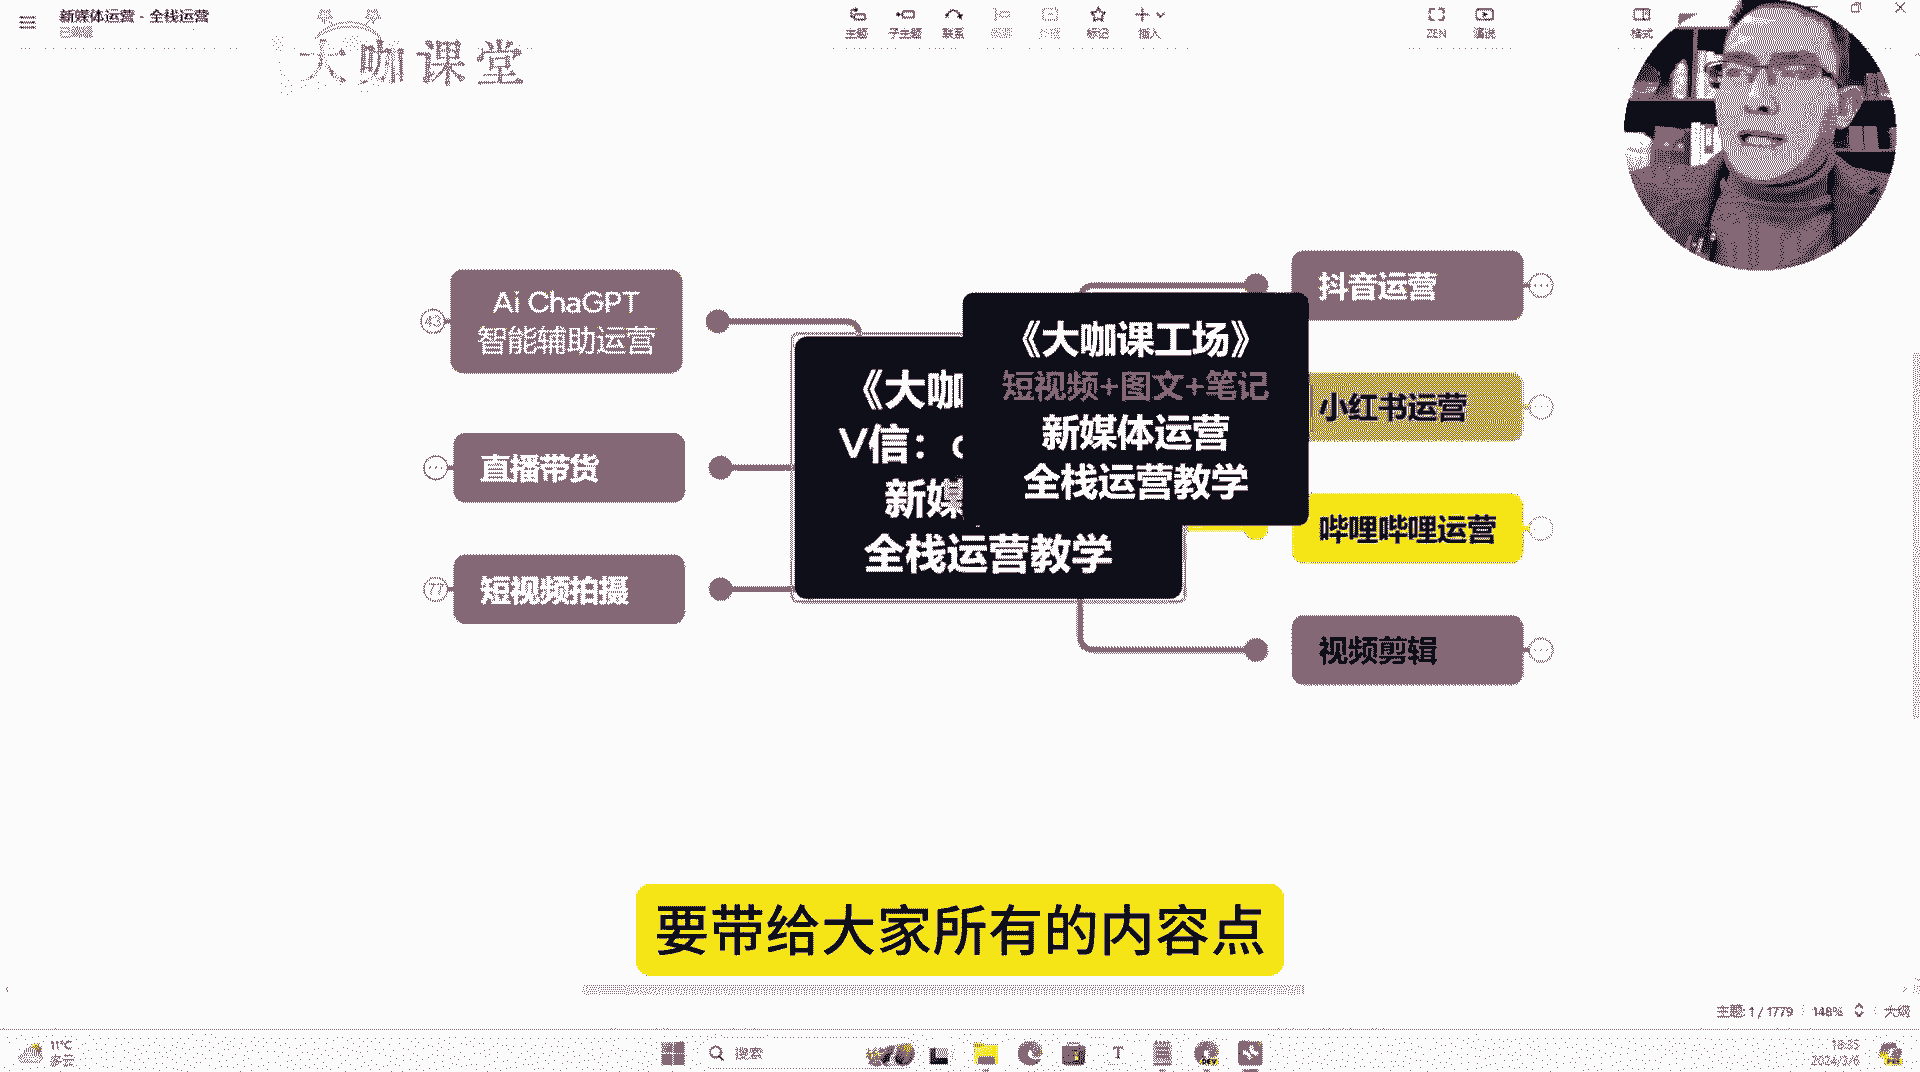 新媒体运营 - 全栈运营
已编辑
大咖课堂
主题
子主题
联系
概要
外框
标记
插入
ZEN
演说
格式
43
Ai ChaGPT
智能辅助运营
直播带货
77
短视频拍摄
《大咖
V信：
新媒
全栈运营教学
《大咖课工场》
短视频+图文+笔记
新媒体运营
全栈运营教学
抖音运营
小红书运营
哔哩哔哩运营
视频剪辑
要带给大家所有的内容点
主题: 1 / 1779
148%
大纲
11°C
多云
搜索
18:35
2024/3/6